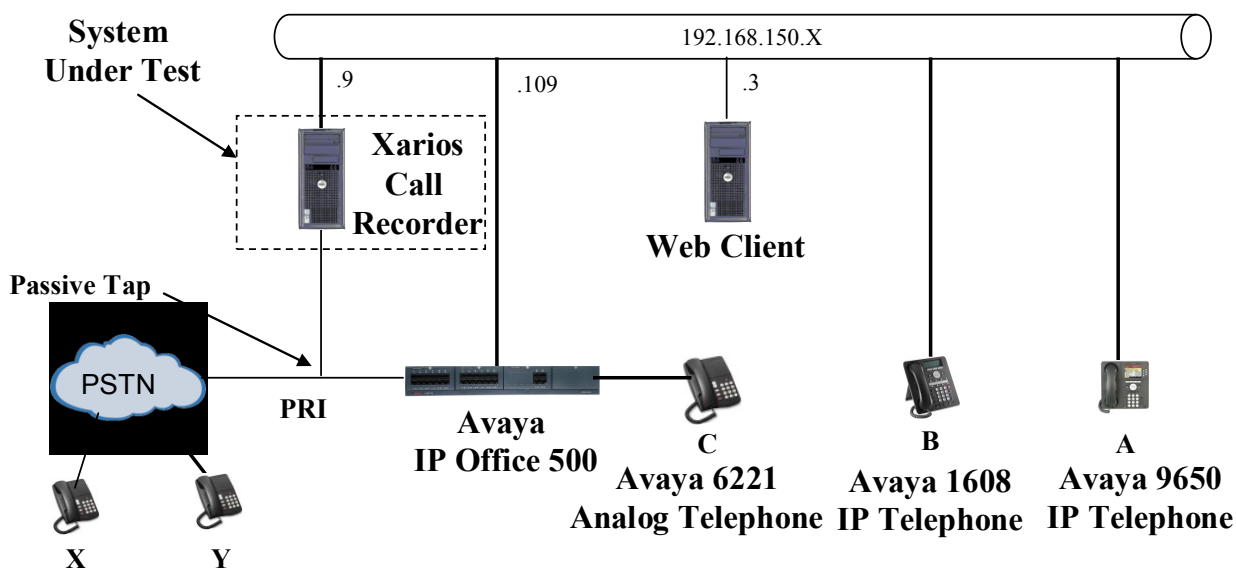 System
Under Test
192.168.150.X
.9
.109
.3
Xarios
Call
Recorder
Web Client
Passive Tap
PSTN
PRI
Avaya
IP Office 500
C
Avaya 6221
Analog Telephone
B
Avaya 1608
IP Telephone
A
Avaya 9650
IP Telephone
X
Y